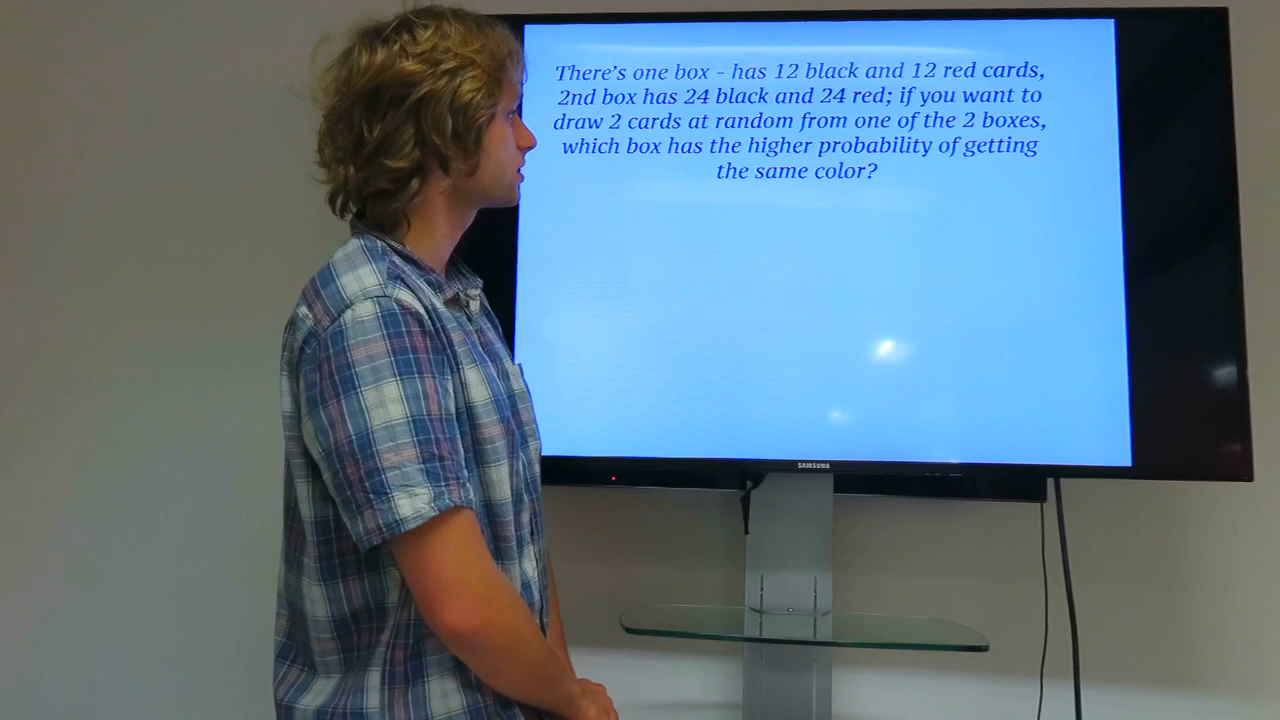 There's one box - has 12 black and 12 red cards,
2nd box has 24 black and 24 red; if you want to
draw 2 cards at random from one of the 2 boxes,
which box has the higher probability of getting
the same color?
SAMSUNG